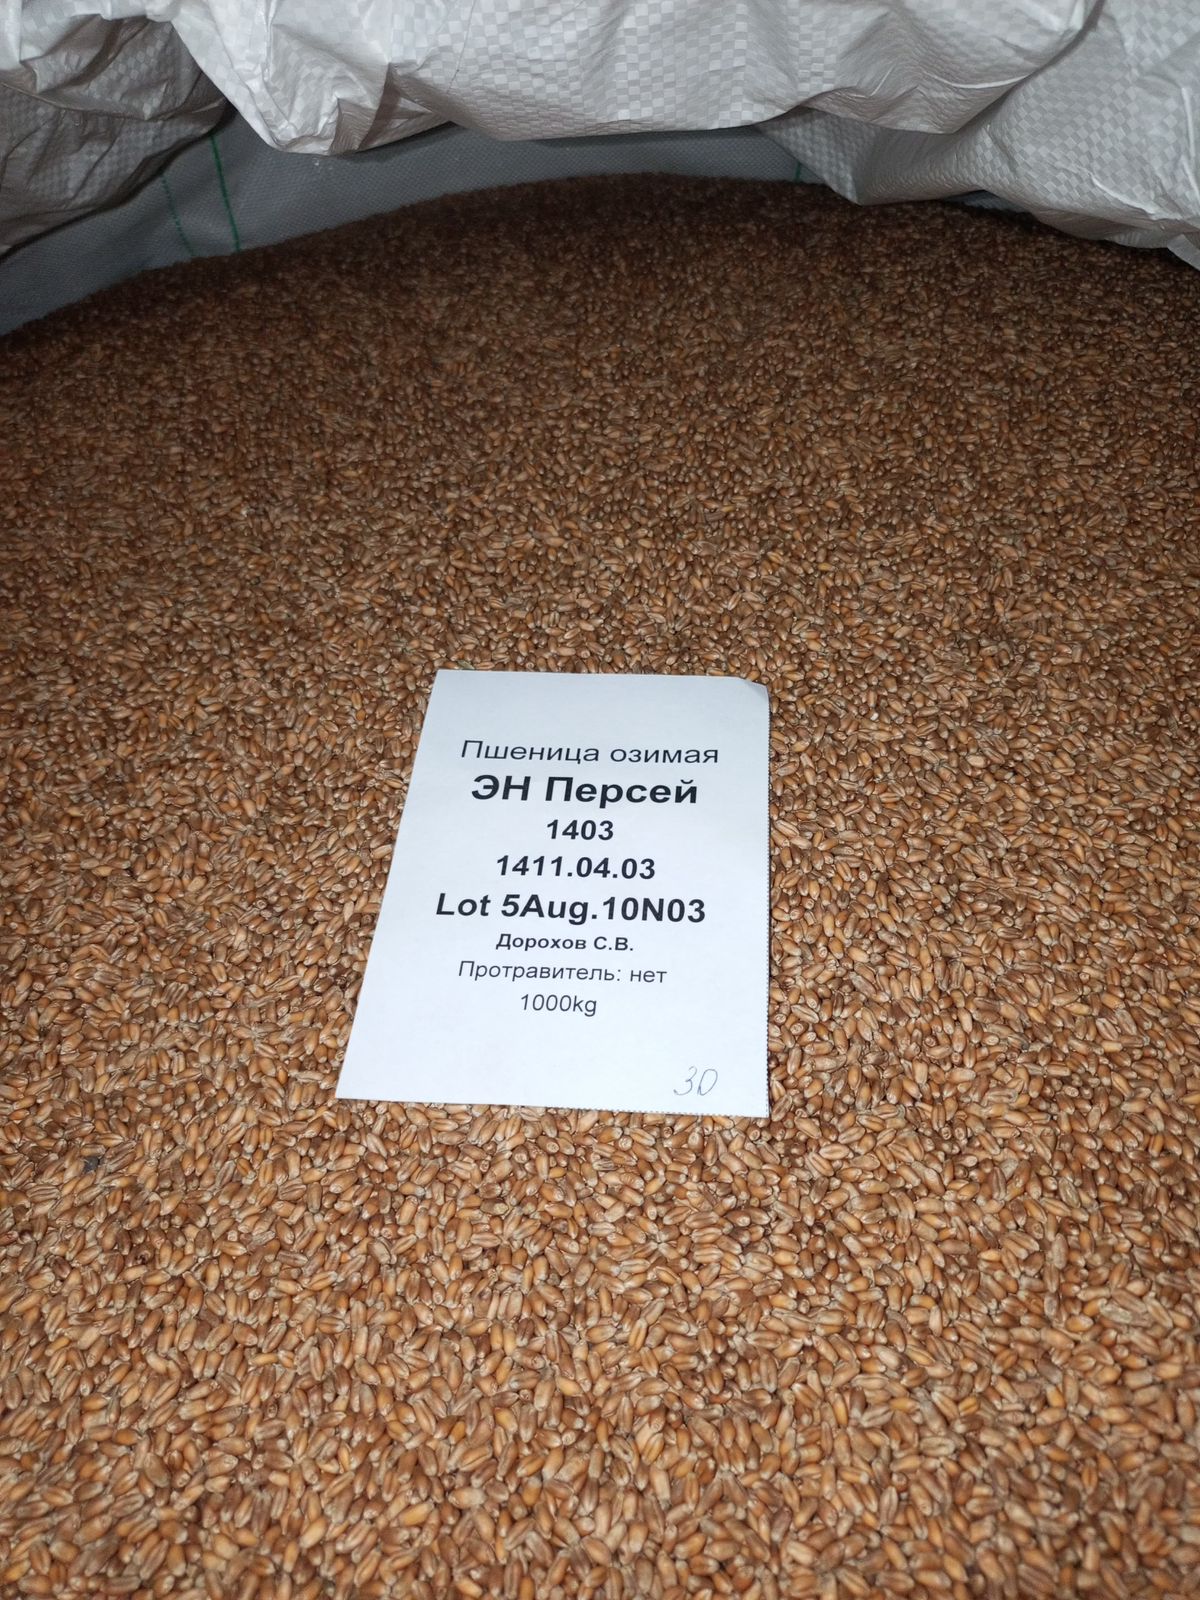 Пшеница озимая
ЭН Персей
1403
1411.04.03
Lot 5Aug.10N03
Дорохов С.В.
Протравитель: нет
1000kg
30